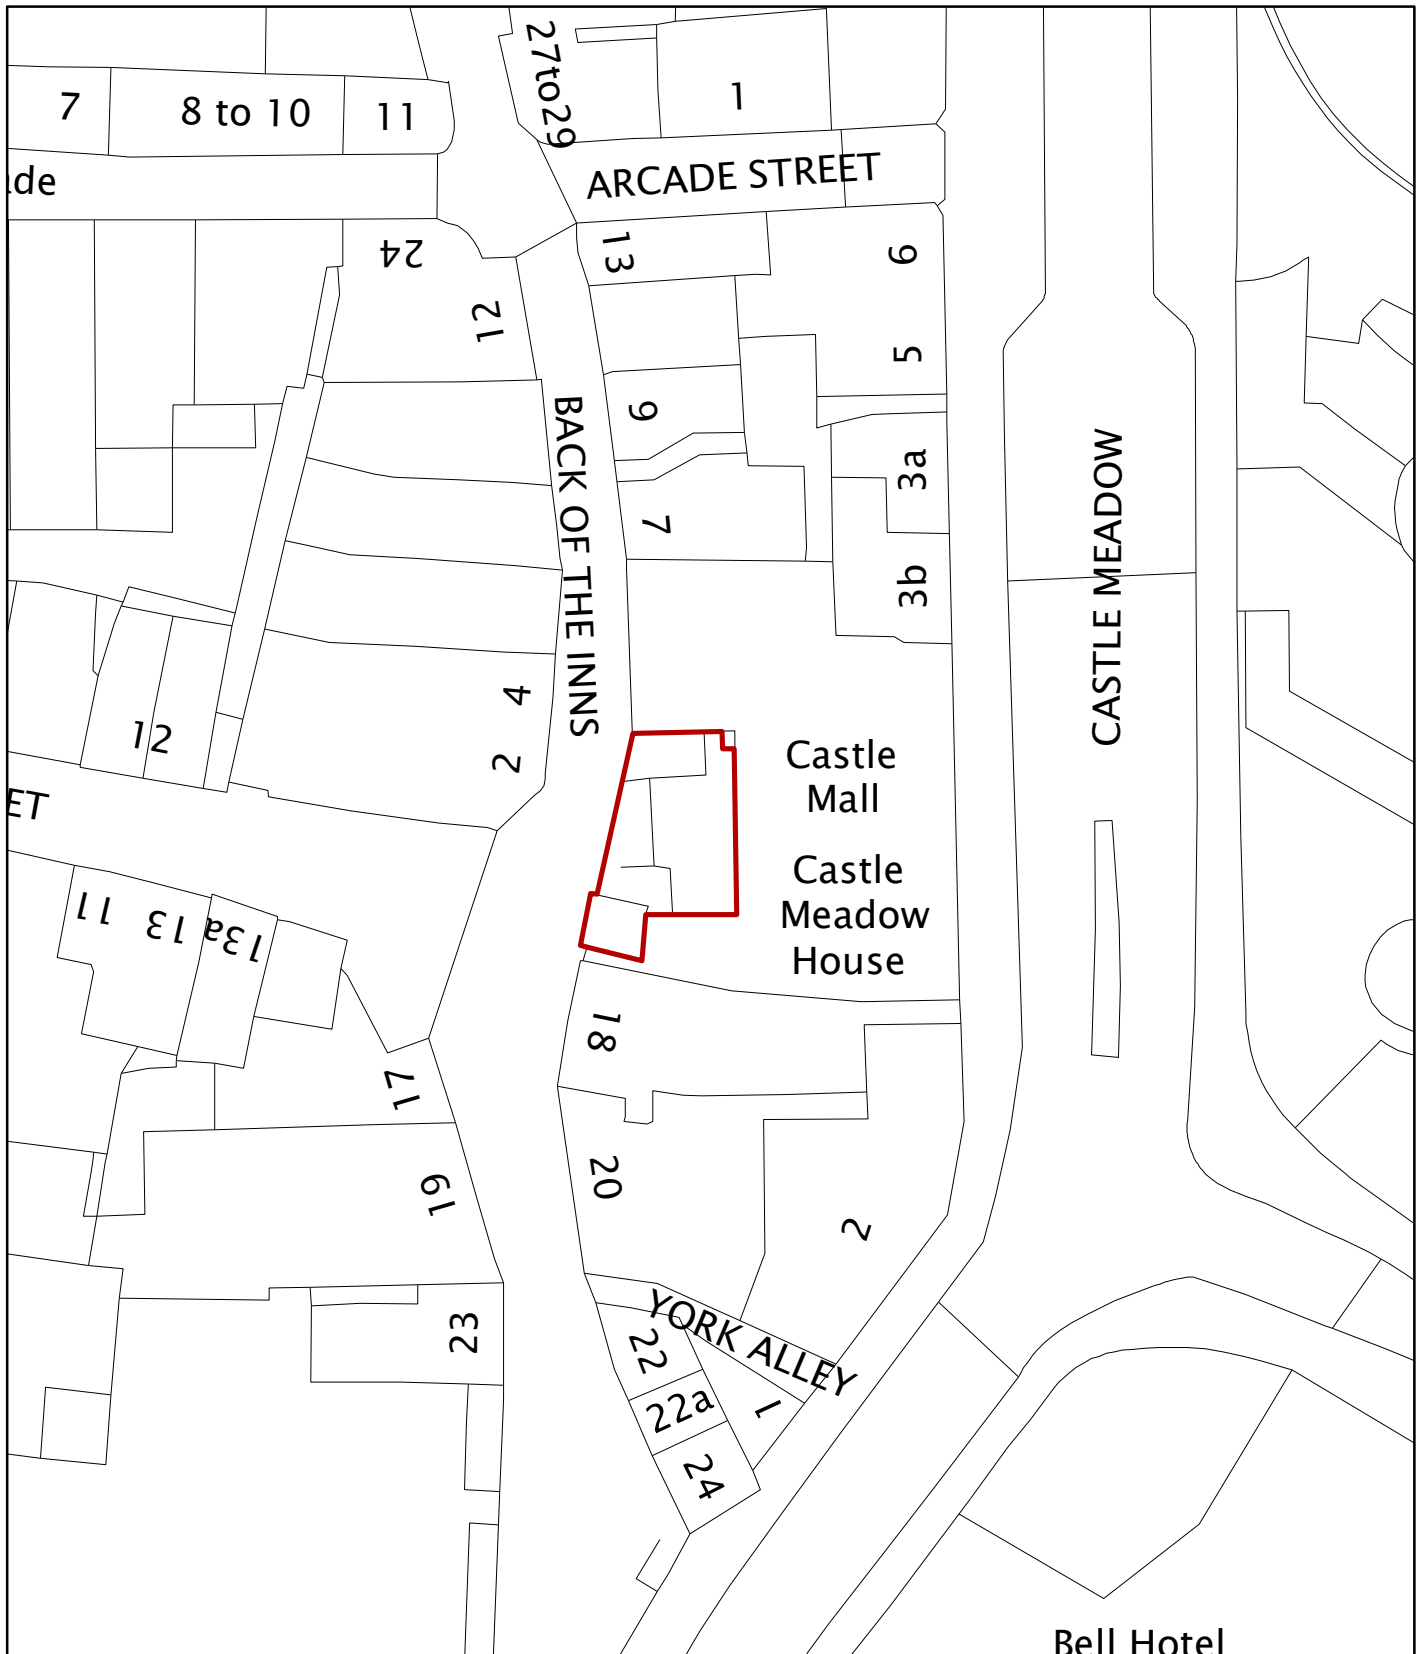 27to29
7
8 to 10
11
1
ARCADE STREET
ade
24
13
6
12
5
9
BACK OF THE INNS
3a
7
CASTLE MEADOW
3b
4
12
2
Castle
Mall
ET
Castle
Meadow
House
11
13
13a
18
17
20
19
2
YORK ALLEY
23
22
22a
1
24
Bell Hotel